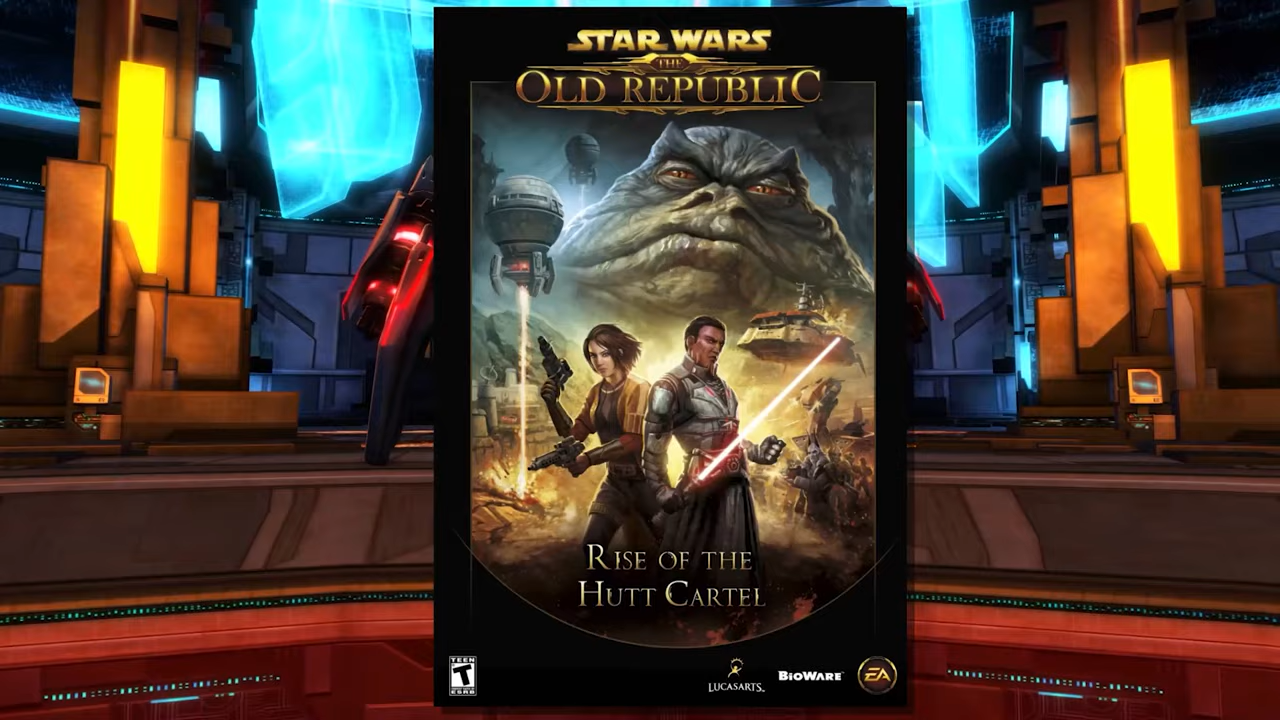 STAR WARS
THE
OLD REPUBLIC
RISE OF THE
HUTT CARTEL
TEEN
T
ESRB
LUCASARTS
BIOWARE
EA